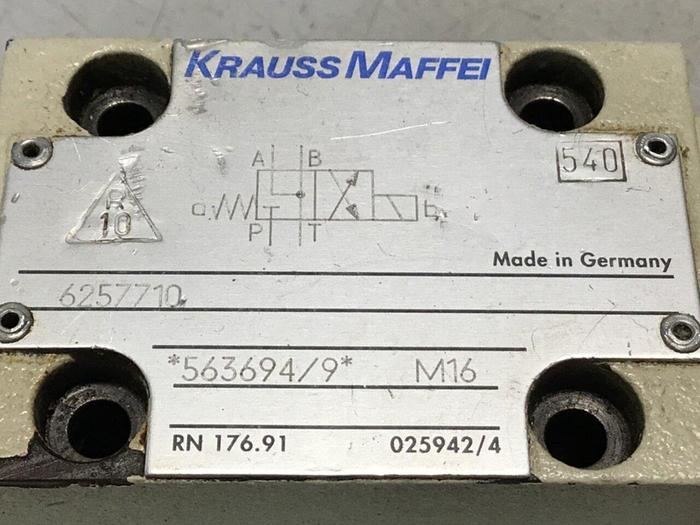 KRAUSS MAFFEI
A B
540
R
10
a b
P T
Made in Germany
6257710
*563694/9* M16
RN 176.91 025942/4